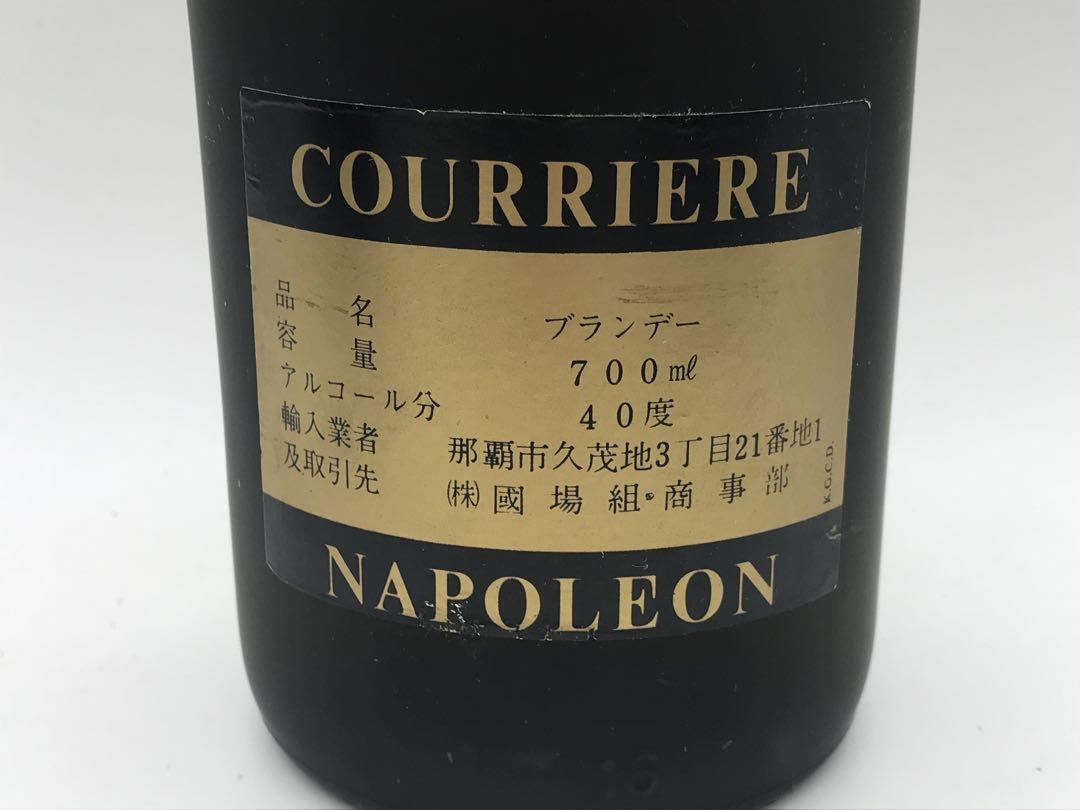 COURRIERE
品名 ブランデー
容量 700㎖
アルコール分 40度
輸入業者 那覇市久茂地3丁目21番地1
及取引先 ㈱國場組・商事部
K.O.C.D.
NAPOLEON